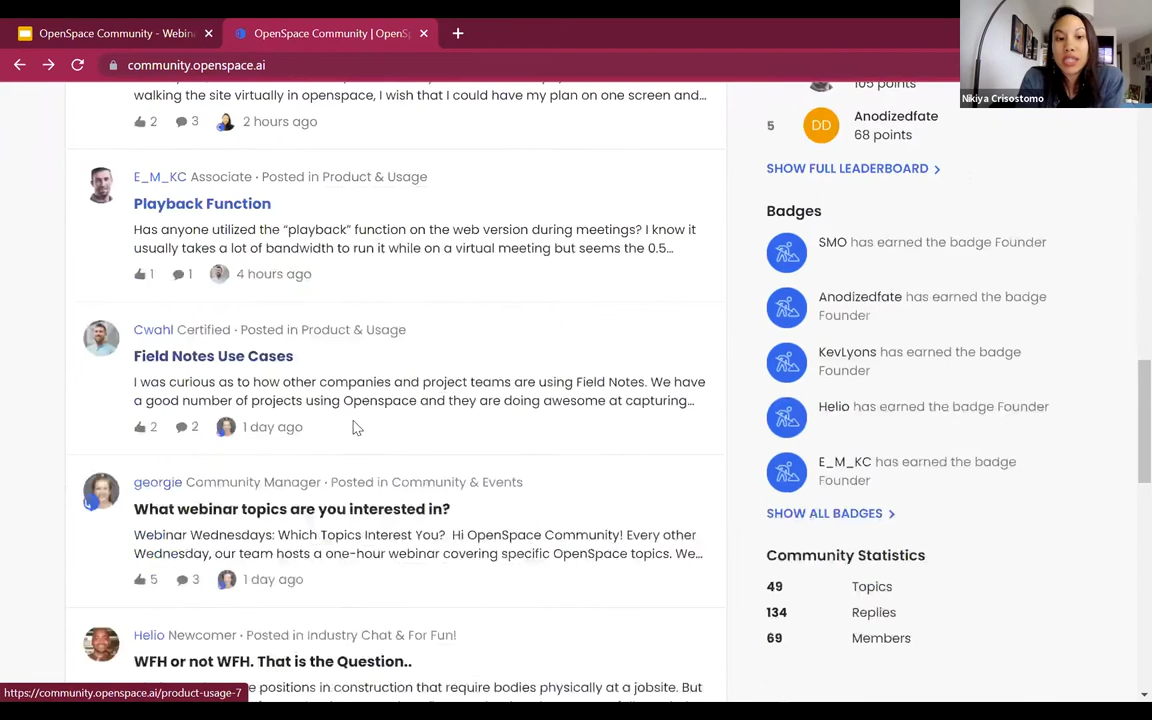 OpenSpace Community - Webin
OpenSpace Community | OpenS
community.openspace.ai
Nikiya Crisostomo
walking the site virtually in openspace, I wish that I could have my plan on one screen and...
2 3 2 hours ago
E_M_KC Associate · Posted in Product & Usage
Playback Function
Has anyone utilized the “playback” function on the web version during meetings? I know it
usually takes a lot of bandwidth to run it while on a virtual meeting but seems the 0.5...
1 1 4 hours ago
Cwahl Certified · Posted in Product & Usage
Field Notes Use Cases
I was curious as to how other companies and project teams are using Field Notes. We have
a good number of projects using Openspace and they are doing awesome at capturing...
2 2 1 day ago
georgie Community Manager · Posted in Community & Events
What webinar topics are you interested in?
Webinar Wednesdays: Which Topics Interest You? Hi OpenSpace Community! Every other
Wednesday, our team hosts a one-hour webinar covering specific OpenSpace topics. We...
5 3 1 day ago
Helio Newcomer · Posted in Industry Chat & For Fun!
WFH or not WFH. That is the Question..
e positions in construction that require bodies physically at a jobsite. But
https://community.openspace.ai/product-usage-7
105 points
5 DD Anodizedfate
68 points
SHOW FULL LEADERBOARD
Badges
SMO has earned the badge Founder
Anodizedfate has earned the badge
Founder
KevLyons has earned the badge
Founder
Helio has earned the badge Founder
E_M_KC has earned the badge
Founder
SHOW ALL BADGES
Community Statistics
49 Topics
134 Replies
69 Members